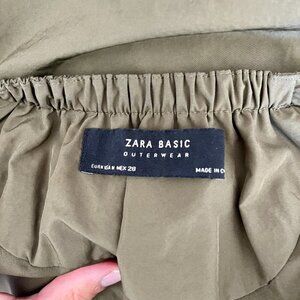 ZARA BASIC
OUTERWEAR
MEX 28
MADE IN